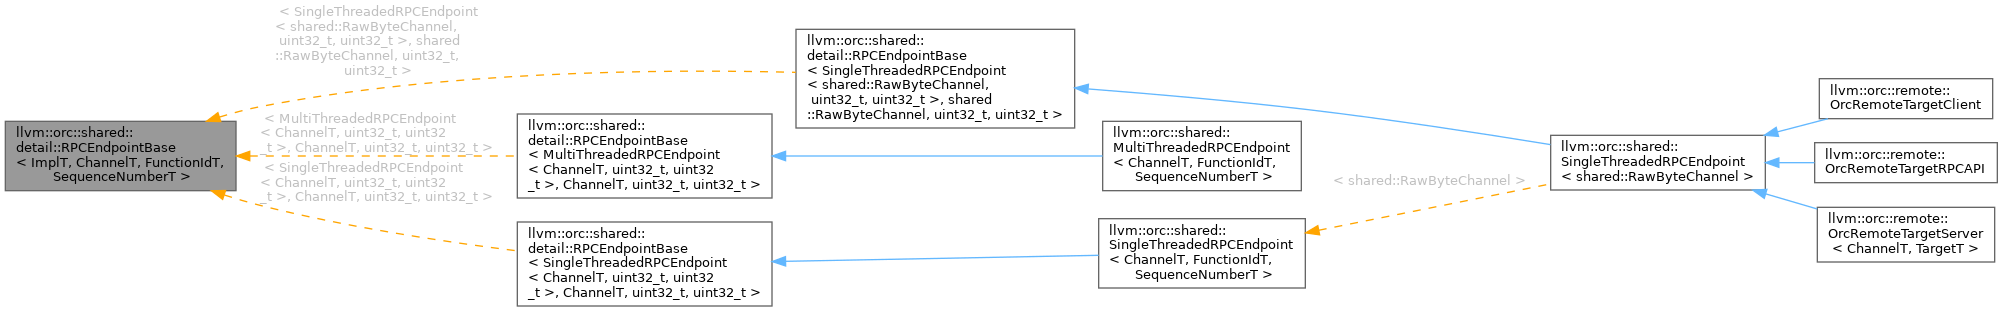 < SingleThreadedRPCEndpoint
< shared::RawByteChannel,
uint32_t, uint32_t >, shared
::RawByteChannel, uint32_t,
uint32_t >
llvm::orc::shared::
detail::RPCEndpointBase
< ImplT, ChannelT, FunctionIdT,
SequenceNumberT >
< MultiThreadedRPCEndpoint
< ChannelT, uint32_t, uint32
_t >, ChannelT, uint32_t, uint32_t >
< SingleThreadedRPCEndpoint
< ChannelT, uint32_t, uint32
_t >, ChannelT, uint32_t, uint32_t >
llvm::orc::shared::
detail::RPCEndpointBase
< MultiThreadedRPCEndpoint
< ChannelT, uint32_t, uint32
_t >, ChannelT, uint32_t, uint32_t >
llvm::orc::shared::
detail::RPCEndpointBase
< SingleThreadedRPCEndpoint
< ChannelT, uint32_t, uint32
_t >, ChannelT, uint32_t, uint32_t >
llvm::orc::shared::
detail::RPCEndpointBase
< SingleThreadedRPCEndpoint
< shared::RawByteChannel,
uint32_t, uint32_t >, shared
::RawByteChannel, uint32_t, uint32_t >
llvm::orc::shared::
MultiThreadedRPCEndpoint
< ChannelT, FunctionIdT,
SequenceNumberT >
llvm::orc::shared::
SingleThreadedRPCEndpoint
< ChannelT, FunctionIdT,
SequenceNumberT >
< shared::RawByteChannel >
llvm::orc::shared::
SingleThreadedRPCEndpoint
< shared::RawByteChannel >
llvm::orc::remote::
OrcRemoteTargetClient
llvm::orc::remote::
OrcRemoteTargetRPCAPI
llvm::orc::remote::
OrcRemoteTargetServer
< ChannelT, TargetT >